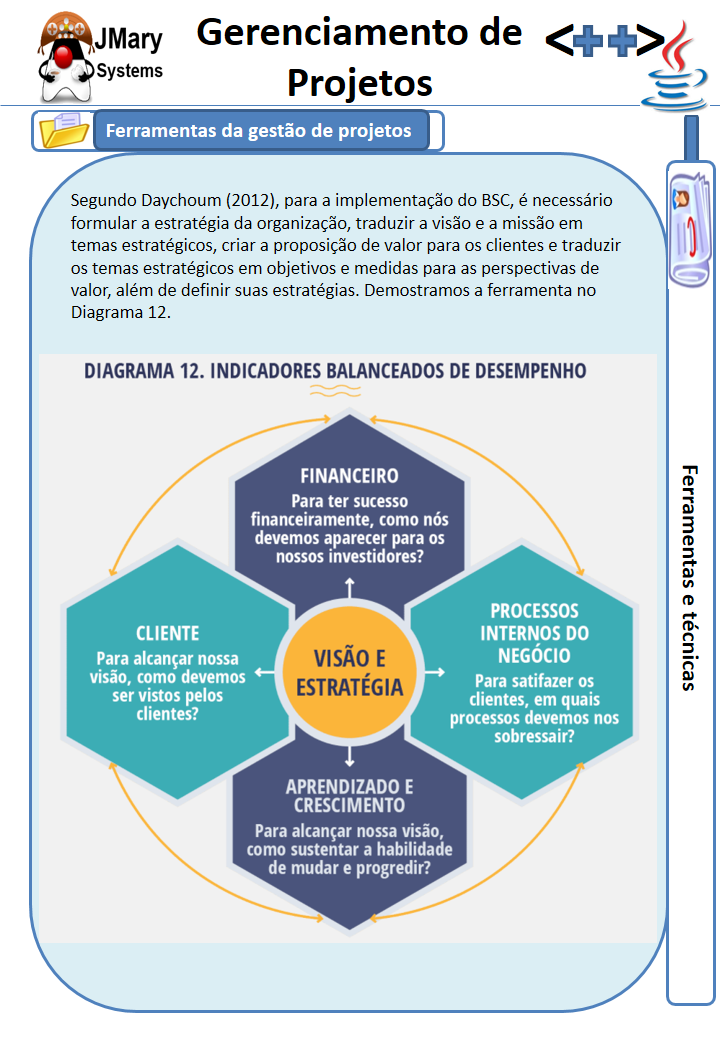 JMary
Systems
Gerenciamento de
Projetos
<++>
Ferramentas da gestão de projetos
Segundo Daychoum (2012), para a implementação do BSC, é necessário
formular a estratégia da organização, traduzir a visão e a missão em
temas estratégicos, criar a proposição de valor para os clientes e traduzir
os temas estratégicos em objetivos e medidas para as perspectivas de
valor, além de definir suas estratégias. Demostramos a ferramenta no
Diagrama 12.
DIAGRAMA 12. INDICADORES BALANCEADOS DE DESEMPENHO
FINANCEIRO
Para ter sucesso
financeiramente, como nós
devemos aparecer para os
nossos investidores?
CLIENTE
Para alcançar nossa
visão, como devemos
ser vistos pelos
clientes?
VISÃO E
ESTRATÉGIA
PROCESSOS
INTERNOS DO
NEGÓCIO
Para satifazer os
clientes, em quais
processos devemos nos
sobressair?
APRENDIZADO E
CRESCIMENTO
Para alcançar nossa visão,
como sustentar a habilidade
de mudar e progredir?
Ferramentas e técnicas